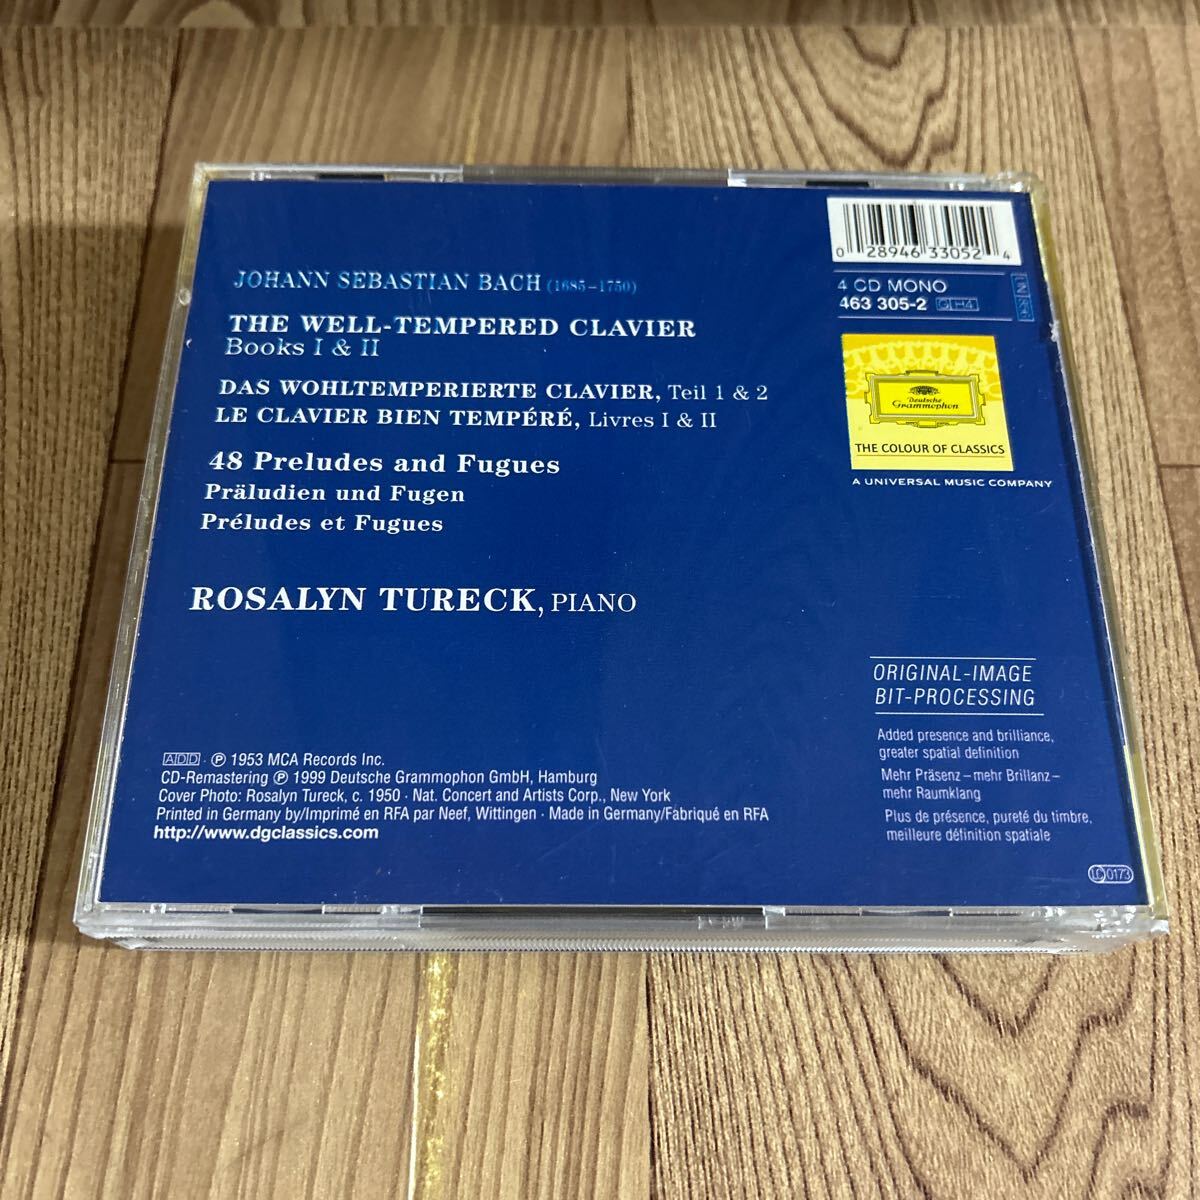 JOHANN SEBASTIAN BACH (1685–1750)
THE WELL-TEMPERED CLAVIER
Books I & II
DAS WOHLTEMPERIERTE CLAVIER, Teil 1 & 2
LE CLAVIER BIEN TEMPÉRÉ, Livres I & II
48 Preludes and Fugues
Präludien und Fugen
Préludes et Fugues
ROSALYN TURECK, PIANO
0 28946 33052 4
4 CD MONO
463 305-2 GH4
Deutsche
Grammophon
THE COLOUR OF CLASSICS
A UNIVERSAL MUSIC COMPANY
ORIGINAL-IMAGE
BIT-PROCESSING
Added presence and brilliance,
greater spatial definition
Mehr Präsenz – mehr Brillanz –
mehr Raumklang
Plus de présence, pureté du timbre,
meilleure définition spatiale
ADD · ℗ 1953 MCA Records Inc.
CD-Remastering ℗ 1999 Deutsche Grammophon GmbH, Hamburg
Cover Photo: Rosalyn Tureck, c. 1950 · Nat. Concert and Artists Corp., New York
Printed in Germany by/Imprimé en RFA par Neef, Wittingen · Made in Germany/Fabriqué en RFA
http://www.dgclassics.com
LC 0173